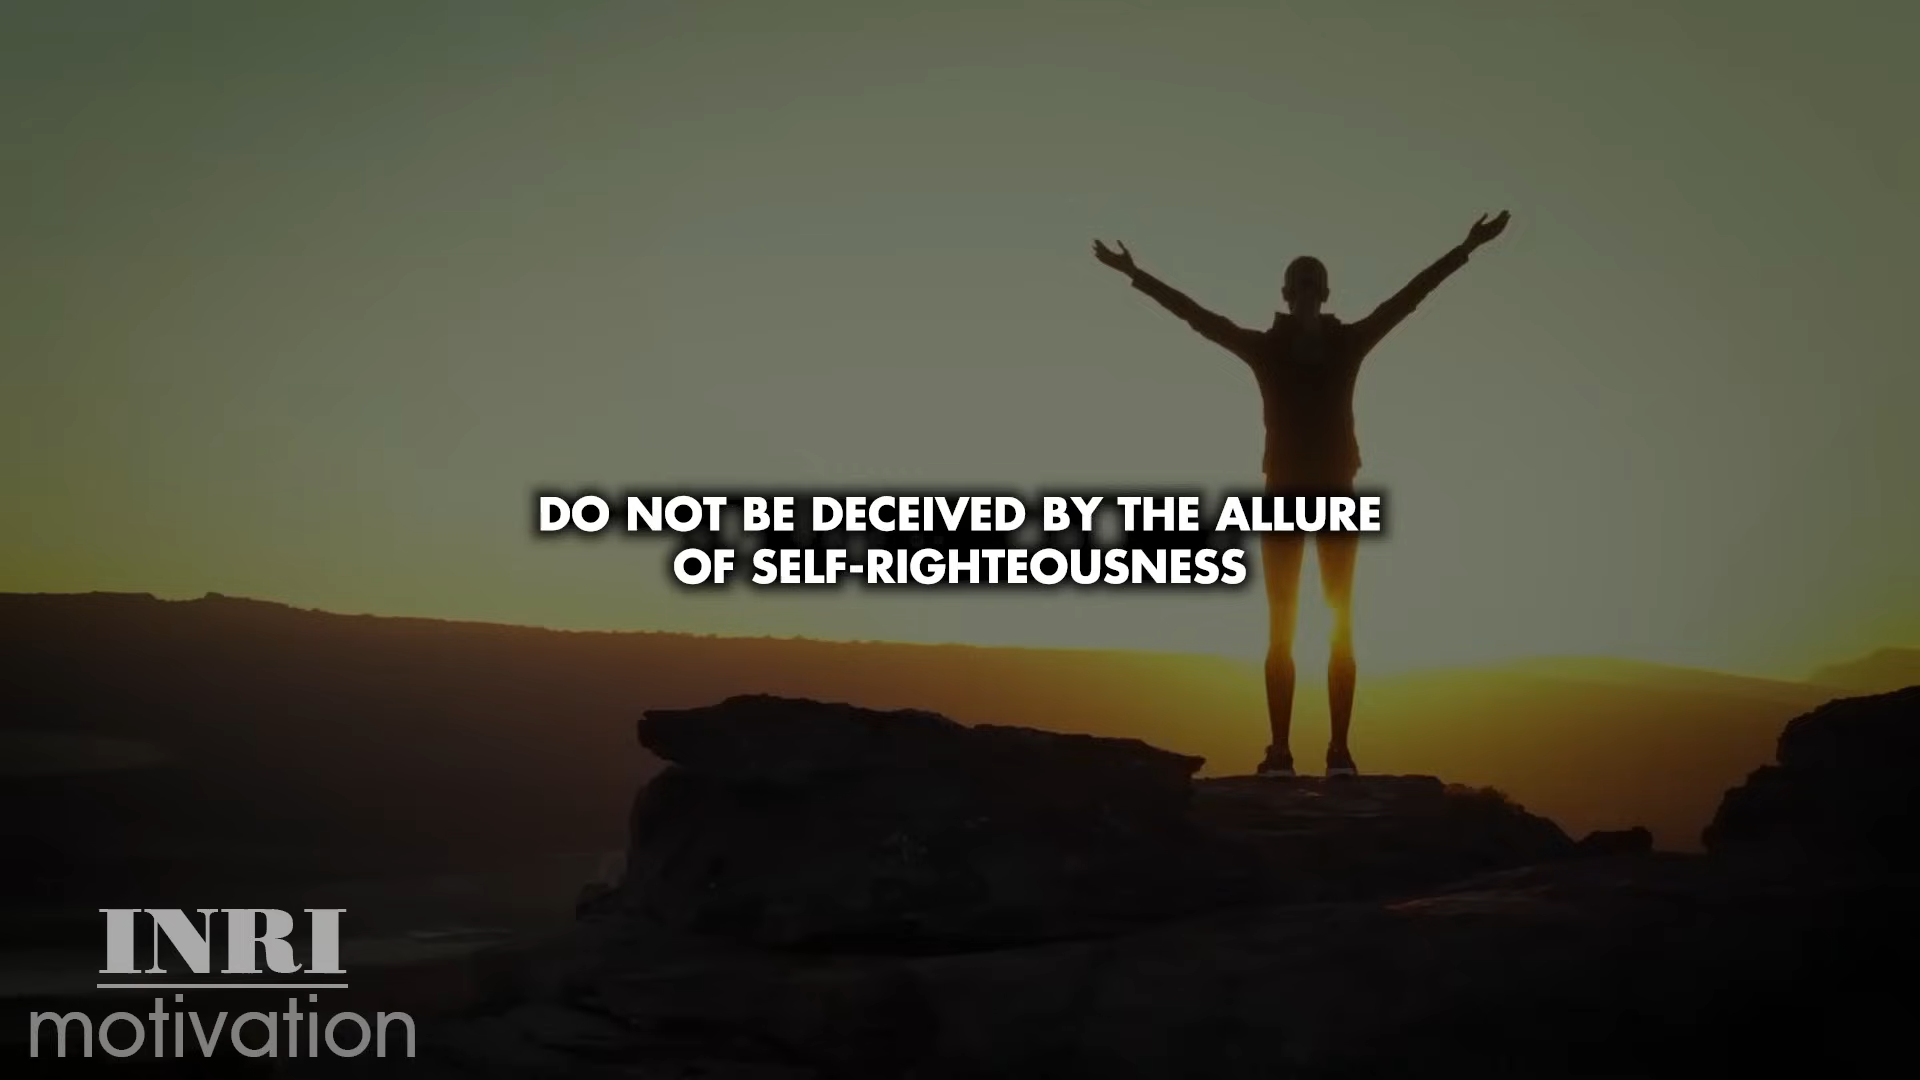 DO NOT BE DECEIVED BY THE ALLURE
OF SELF-RIGHTEOUSNESS
INRI
motivation